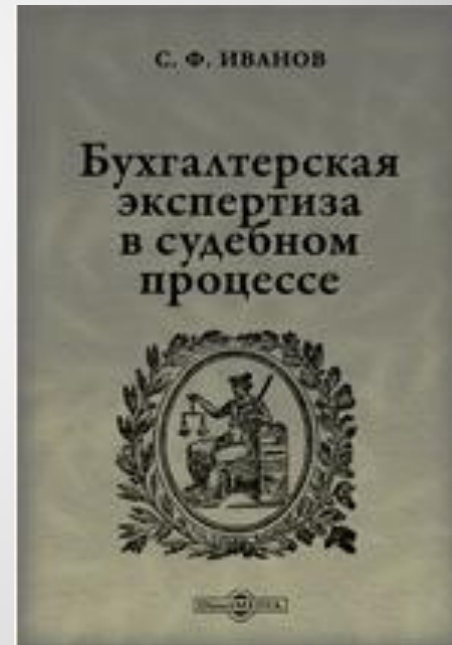 С. Ф. ИВАНОВ
Бухгалтерская
экспертиза
в судебном
процессе